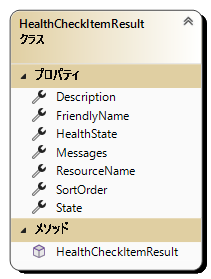 HealthCheckItemResult
クラス
プロパティ
Description
FriendlyName
HealthState
Messages
ResourceName
SortOrder
State
メソッド
HealthCheckItemResult